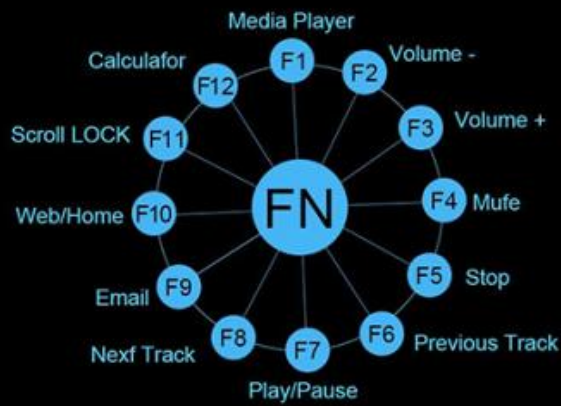 Media Player
F1
Volume -
F2
Volume +
F3
Mufe
F4
Stop
F5
Previous Track
F6
Play/Pause
F7
Nexf Track
F8
Email
F9
Web/Home
F10
Scroll LOCK
F11
Calculafor
F12
FN